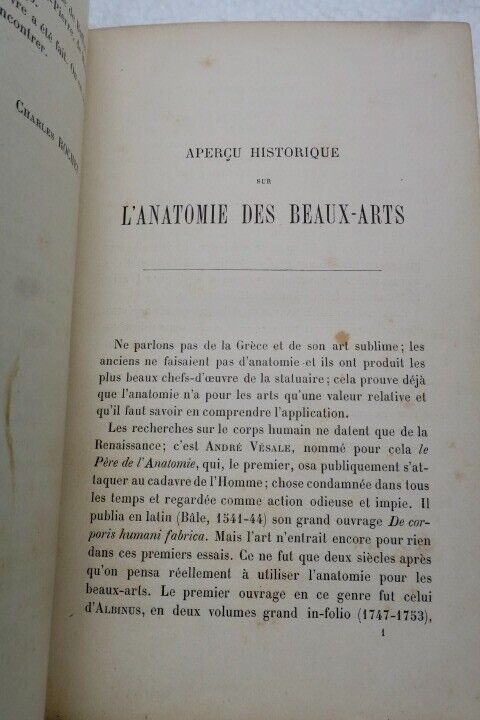 vre a été fait. On
ncontrer.
CHARLES
APERÇU HISTORIQUE
SUR
L'ANATOMIE DES BEAUX-ARTS
Ne parlons pas de la Grèce et de son art sublime; les
anciens ne faisaient pas d'anatomie et ils ont produit les
plus beaux chefs-d'œuvre de la statuaire; cela prouve déjà
que l'anatomie n'a pour les arts qu'une valeur relative et
qu'il faut savoir en comprendre l'application.
Les recherches sur le corps humain ne datent que de la
Renaissance; c'est ANDRÉ VÉSALE, nommé pour cela le
Père de l'Anatomie, qui, le premier, osa publiquement s'at-
taquer au cadavre de l'Homme; chose condamnée dans tous
les temps et regardée comme action odieuse et impie. Il
publia en latin (Bâle, 1541-44) son grand ouvrage De cor-
poris humani fabrica. Mais l'art n'entrait encore pour rien
dans ces premiers essais. Ce ne fut que deux siècles après
qu'on pensa réellement à utiliser l'anatomie pour les
beaux-arts. Le premier ouvrage en ce genre fut celui
d'ALBINUS, en deux volumes grand in-folio (1747-1753),
1